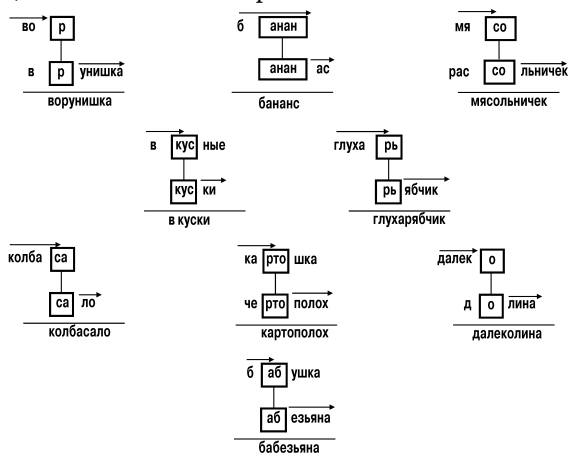 во р
в р унишка
ворунишка
б анан
анан ас
бананс
мя со
рас со льничек
мясольничек
в кус ные
кус ки
в куски
глуха рь
рь ябчик
глухарябчик
колба са
са ло
колбасало
ка рто шка
че рто полох
картополох
далек о
д о лина
далеколина
б аб ушка
аб езьяна
бабезьяна